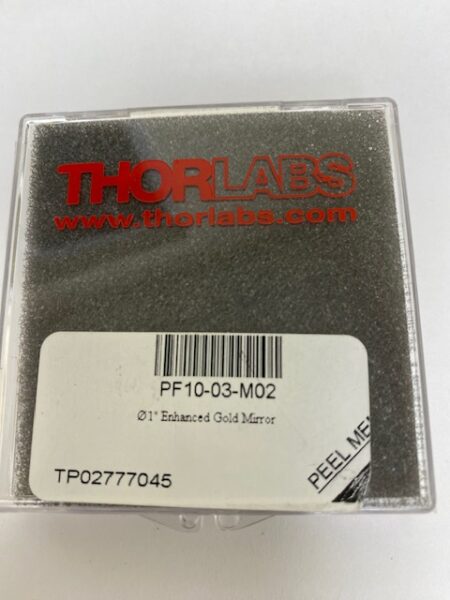 THORLABS
www.thorlabs.com
PF10-03-M02
Ø1" Enhanced Gold Mirror
TP02777045
PEEL ME